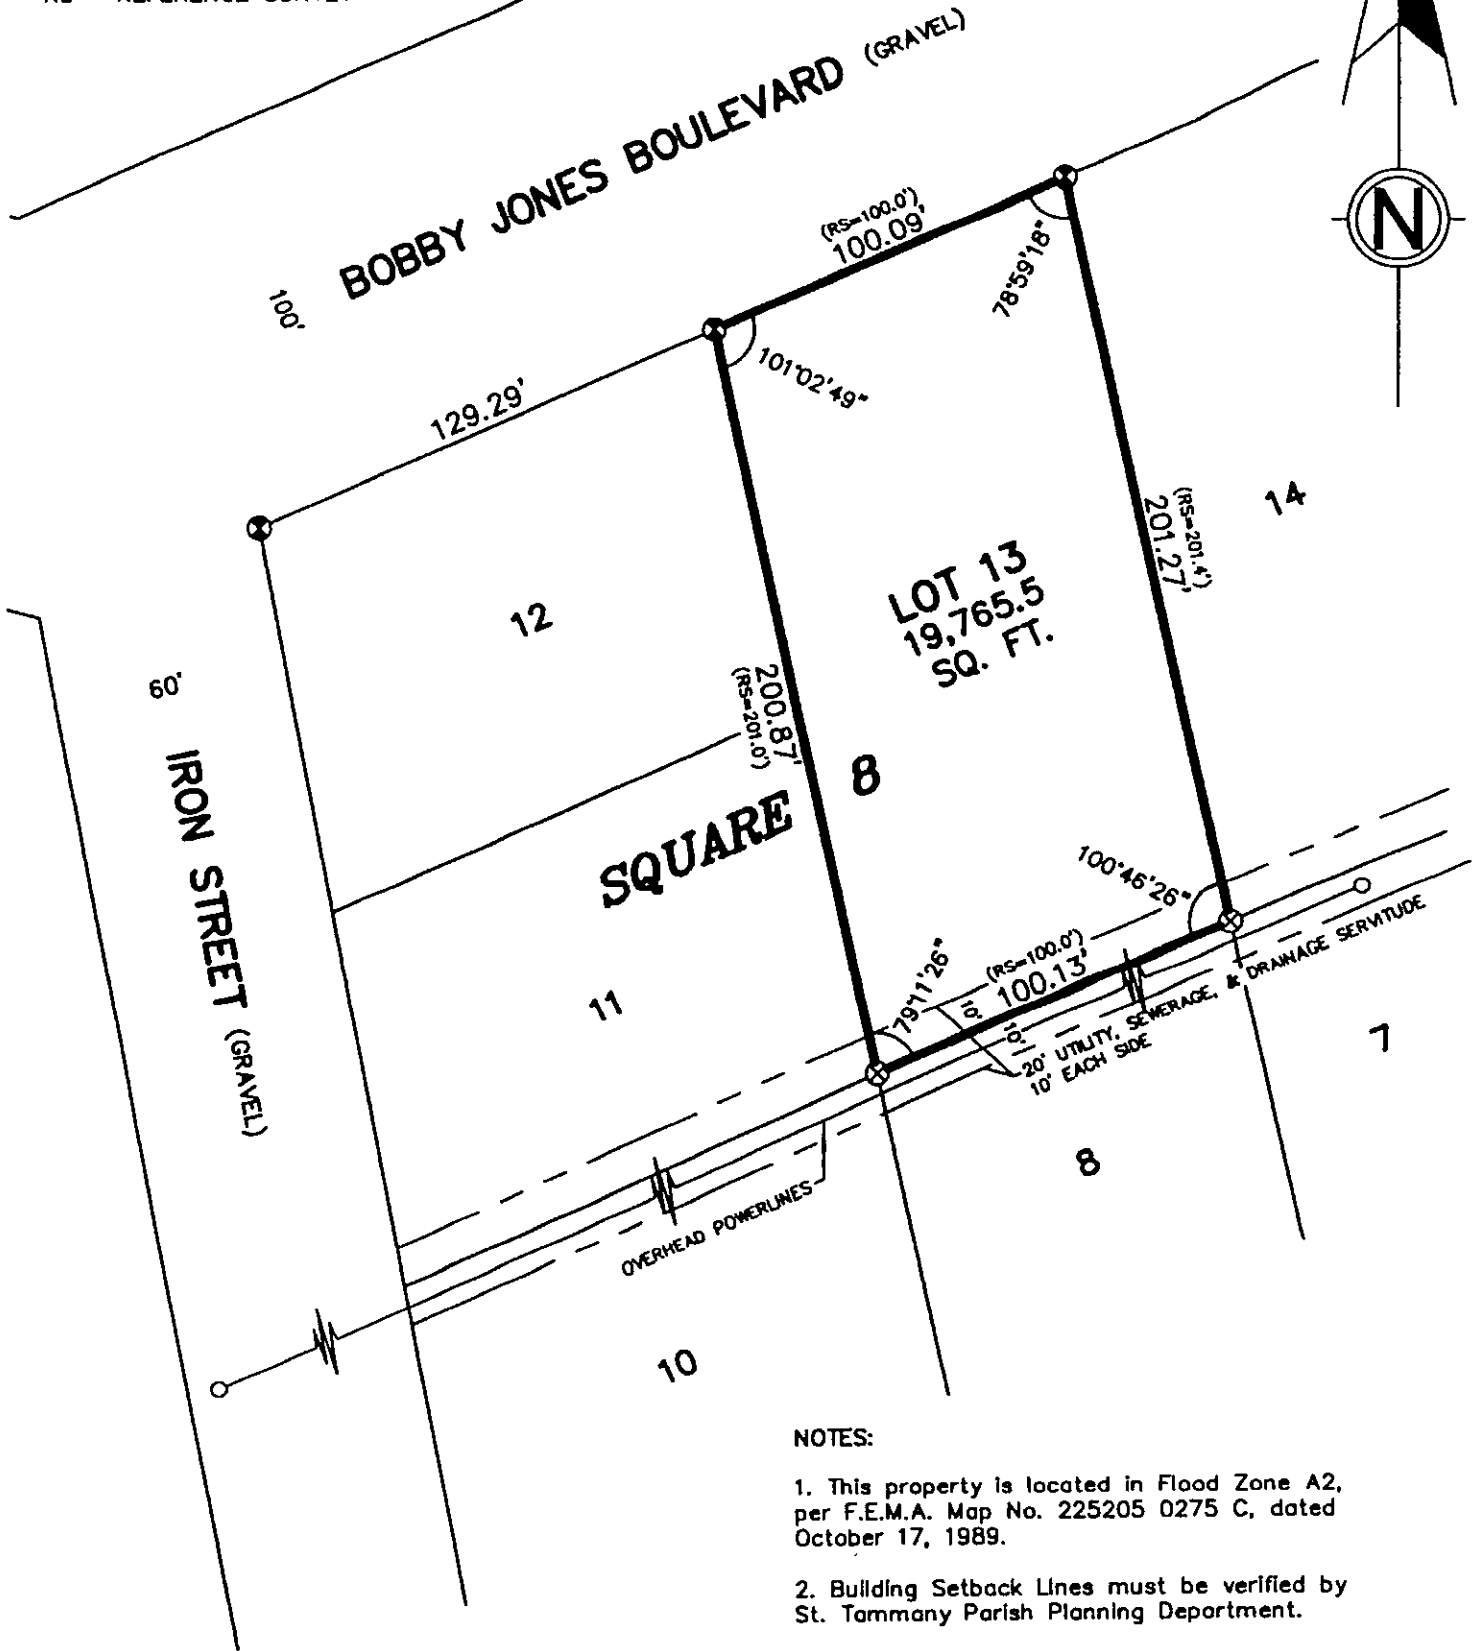 BOBBY JONES BOULEVARD (GRAVEL)
N
100'
(RS=100.0')
100.09'
78°59'18"
101°02'49"
129.29'
14
(RS=201.4')
201.27'
LOT 13
19,765.5
SQ. FT.
12
60'
200.87'
(RS=201.0')
IRON STREET (GRAVEL)
SQUARE 8
100°46'26"
79°11'26"
(RS=100.0')
100.13'
10'
10'
20' UTILITY, SEWERAGE, & DRAINAGE SERVITUDE
10' EACH SIDE
11
7
8
OVERHEAD POWERLINES
10
NOTES:
1. This property is located in Flood Zone A2,
per F.E.M.A. Map No. 225205 0275 C, dated
October 17, 1989.
2. Building Setback Lines must be verified by
St. Tammany Parish Planning Department.